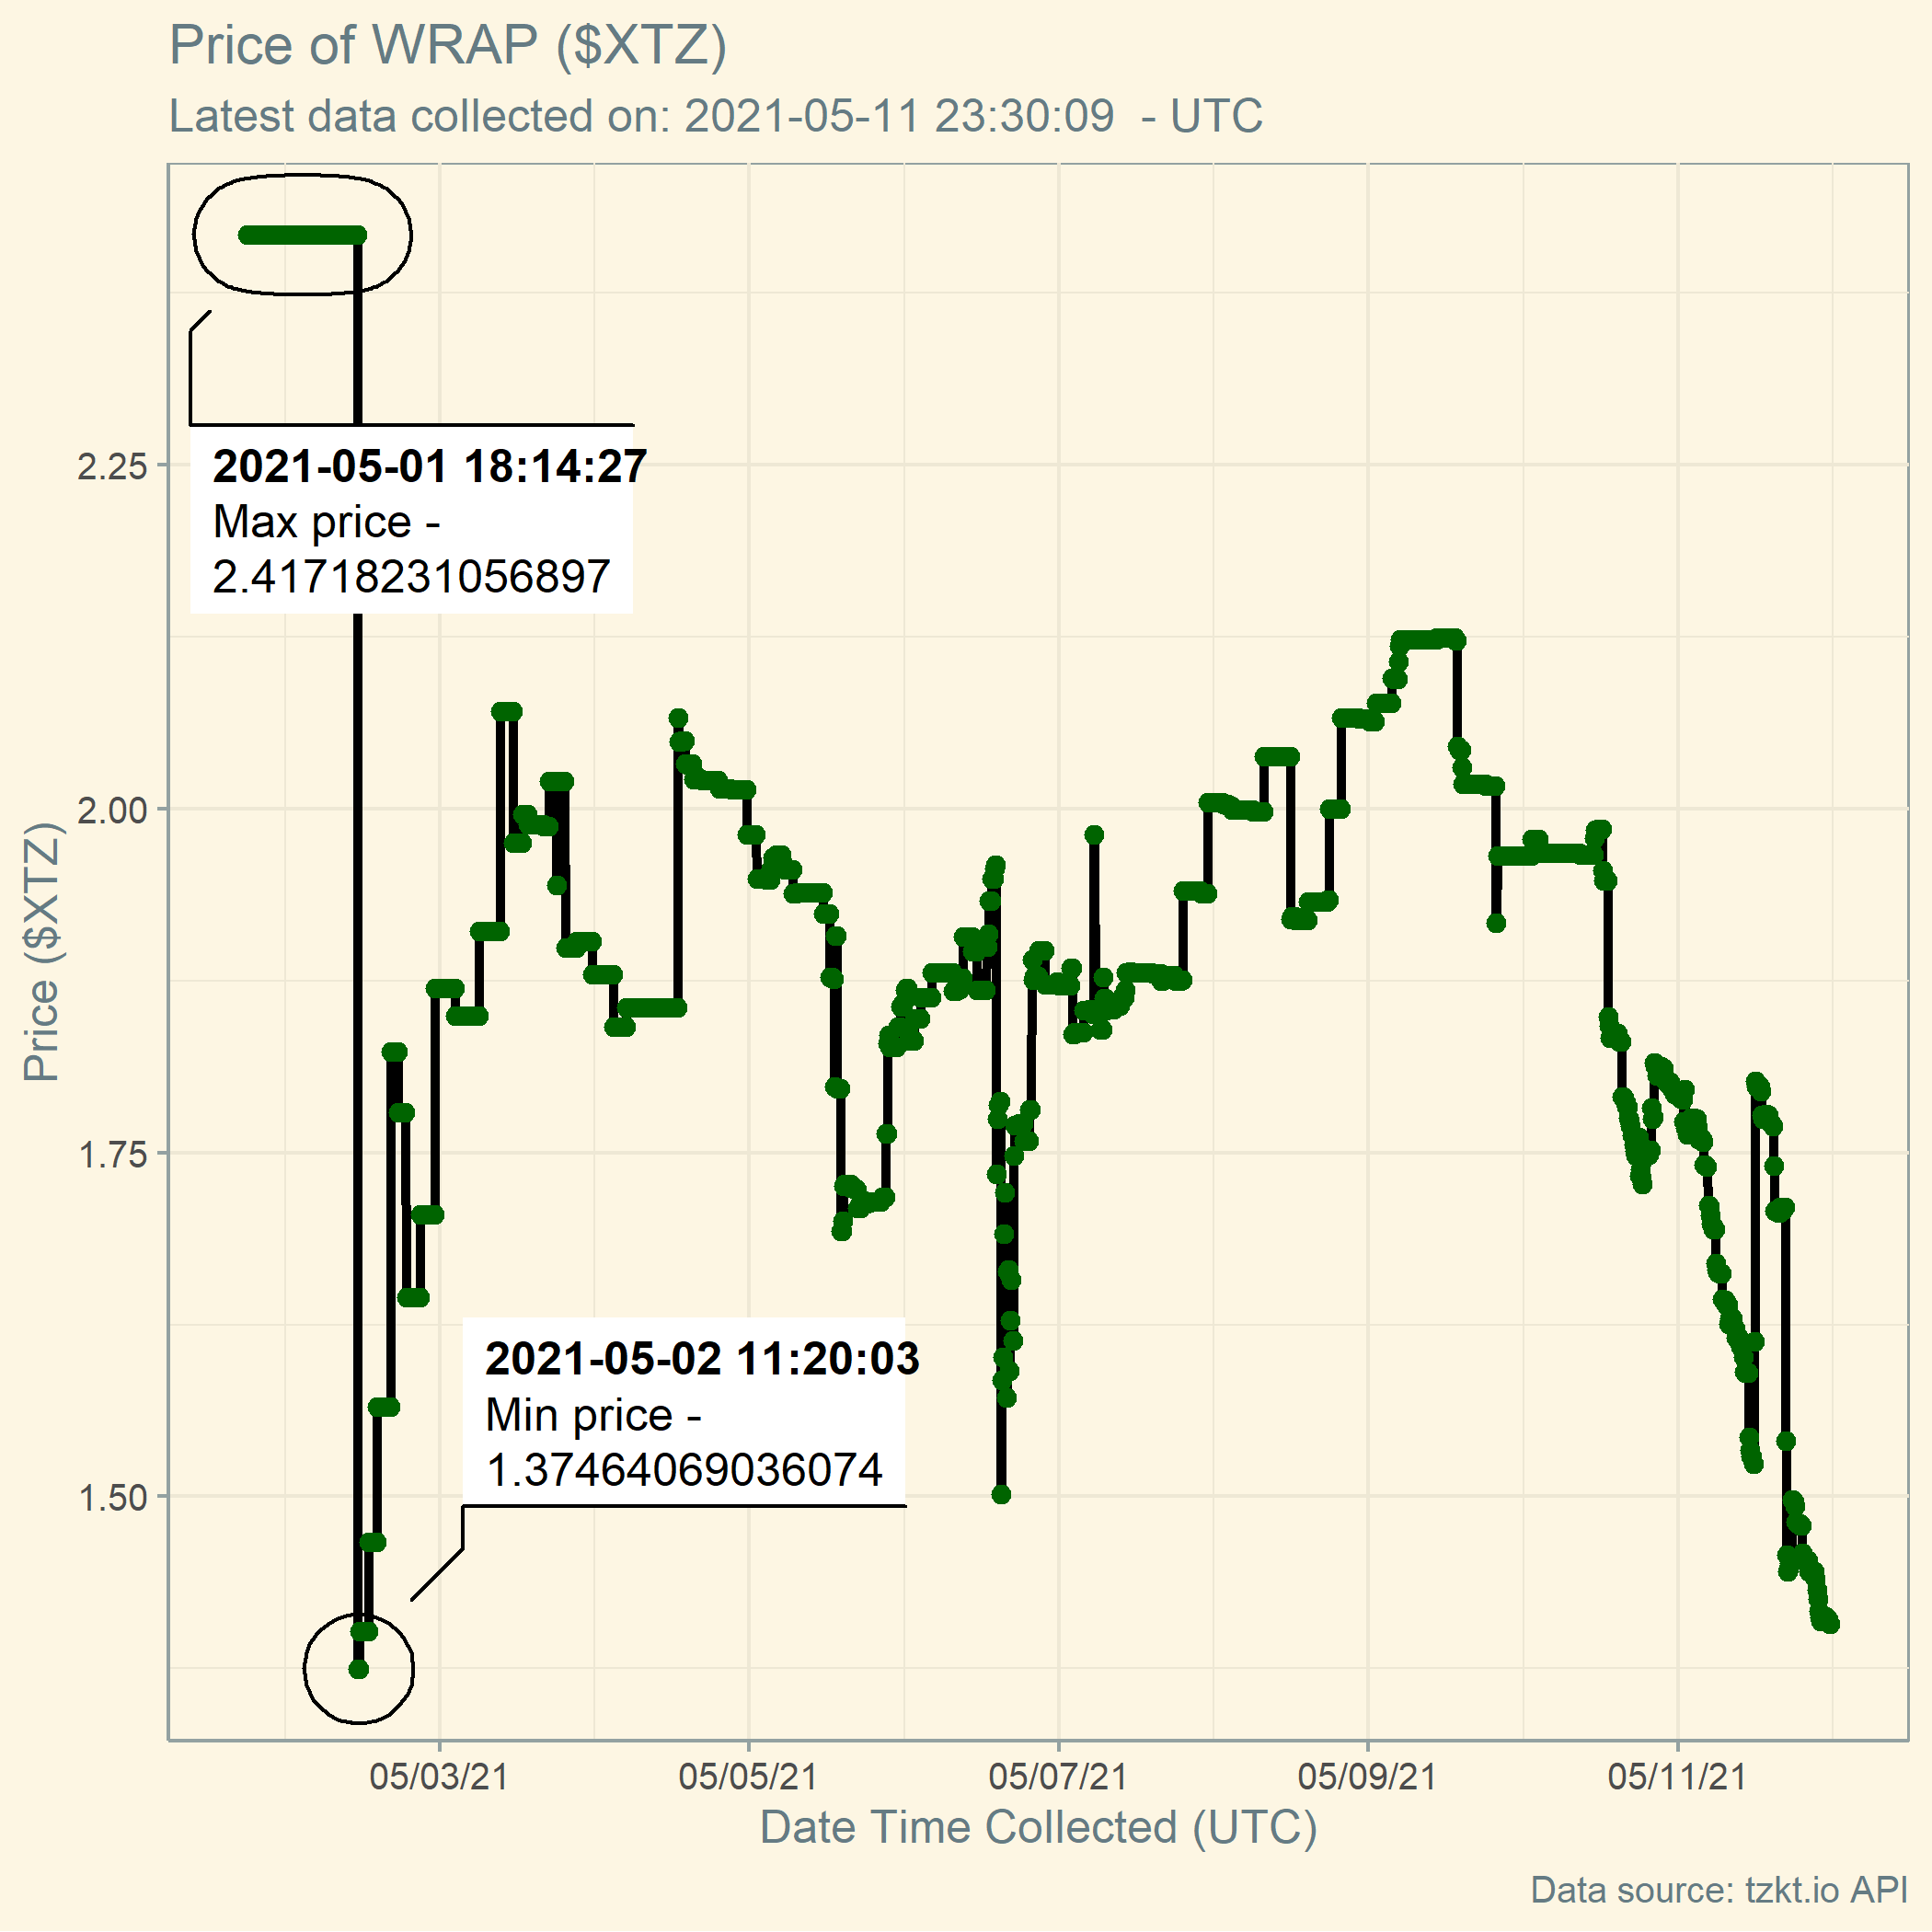 Price of WRAP ($XTZ)
Latest data collected on: 2021-05-11 23:30:09  - UTC
2021-05-01 18:14:27
Max price -
2.41718231056897
2021-05-02 11:20:03
Min price -
1.37464069036074
2.25
2.00
1.75
1.50
Price ($XTZ)
05/03/21
05/05/21
05/07/21
05/09/21
05/11/21
Date Time Collected (UTC)
Data source: tzkt.io API